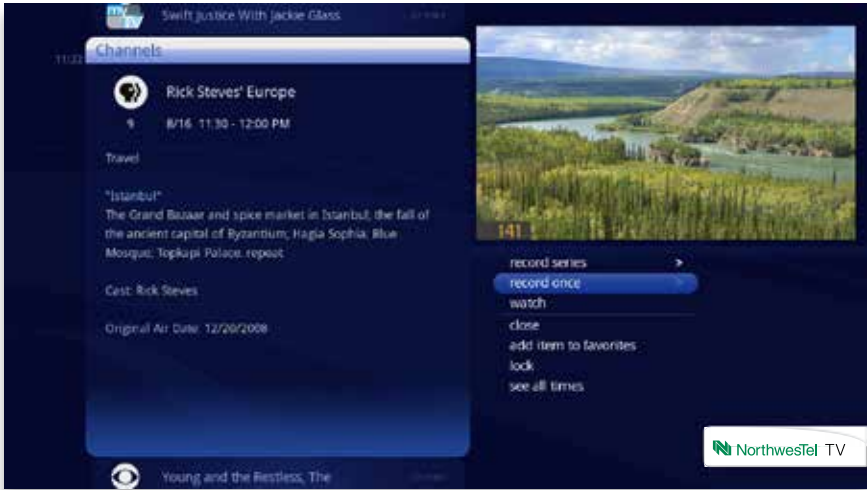 my
TV
Swift Justice With Jackie Glass
Channels
11:22
Rick Steves' Europe
9
8/16 11:30 - 12:00 PM
Travel
"Istanbul"
The Grand Bazaar and spice market in Istanbul; the fall of
the ancient capital of Byzantium; Hagia Sophia; Blue
Mosque; Topkapi Palace. repeat
Cast: Rick Steves
Original Air Date: 12/20/2008
Young and the Restless, The
141
record series >
record once >
watch
close
add item to favorites
lock
see all times
NorthwesTel TV